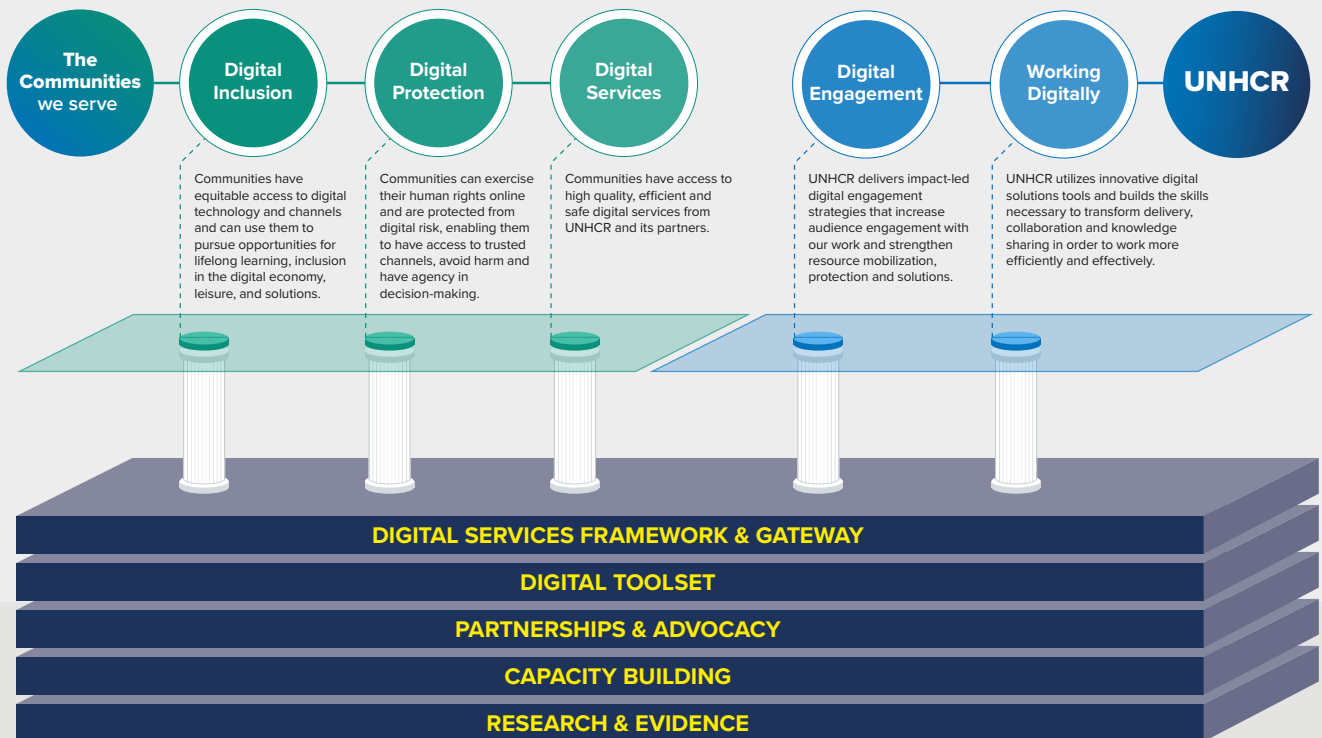 The
Communities
we serve
Digital
Inclusion
Digital
Protection
Digital
Services
Digital
Engagement
Working
Digitally
UNHCR
Communities have
equitable access to digital
technology and channels
and can use them to
pursue opportunities for
lifelong learning, inclusion
in the digital economy,
leisure, and solutions.
Communities can exercise
their human rights online
and are protected from
digital risk, enabling them
to have access to trusted
channels, avoid harm and
have agency in
decision-making.
Communities have access to
high quality, efficient and
safe digital services from
UNHCR and its partners.
UNHCR delivers impact-led
digital engagement
strategies that increase
audience engagement with
our work and strengthen
resource mobilization,
protection and solutions.
UNHCR utilizes innovative digital
solutions tools and builds the skills
necessary to transform delivery,
collaboration and knowledge
sharing in order to work more
efficiently and effectively.
DIGITAL SERVICES FRAMEWORK & GATEWAY
DIGITAL TOOLSET
PARTNERSHIPS & ADVOCACY
CAPACITY BUILDING
RESEARCH & EVIDENCE